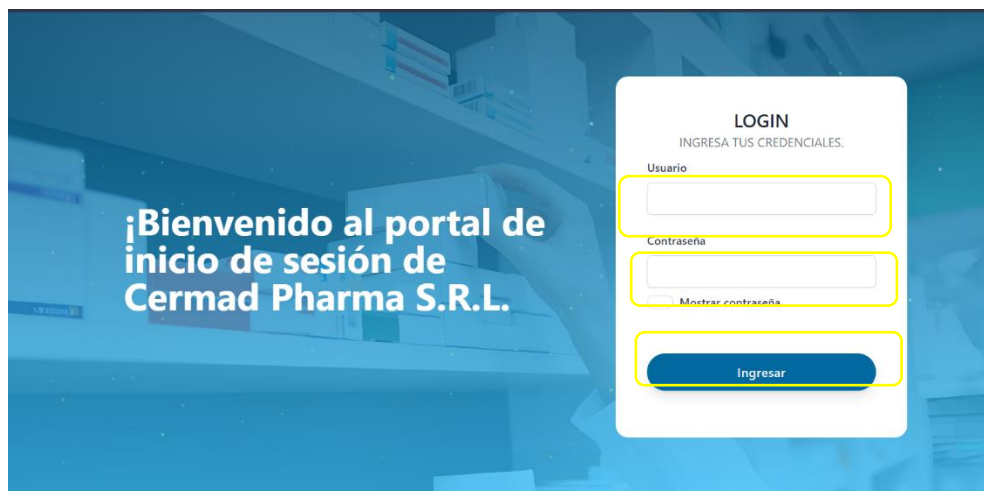 ¡Bienvenido al portal de
inicio de sesión de
Cermad Pharma S.R.L.
LOGIN
INGRESA TUS CREDENCIALES.
Usuario
Contraseña
Mostrar contraseña
Ingresar